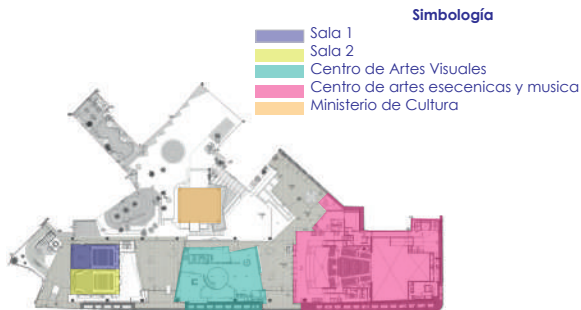 Simbología
Sala 1
Sala 2
Centro de Artes Visuales
Centro de artes esecenicas y musica
Ministerio de Cultura